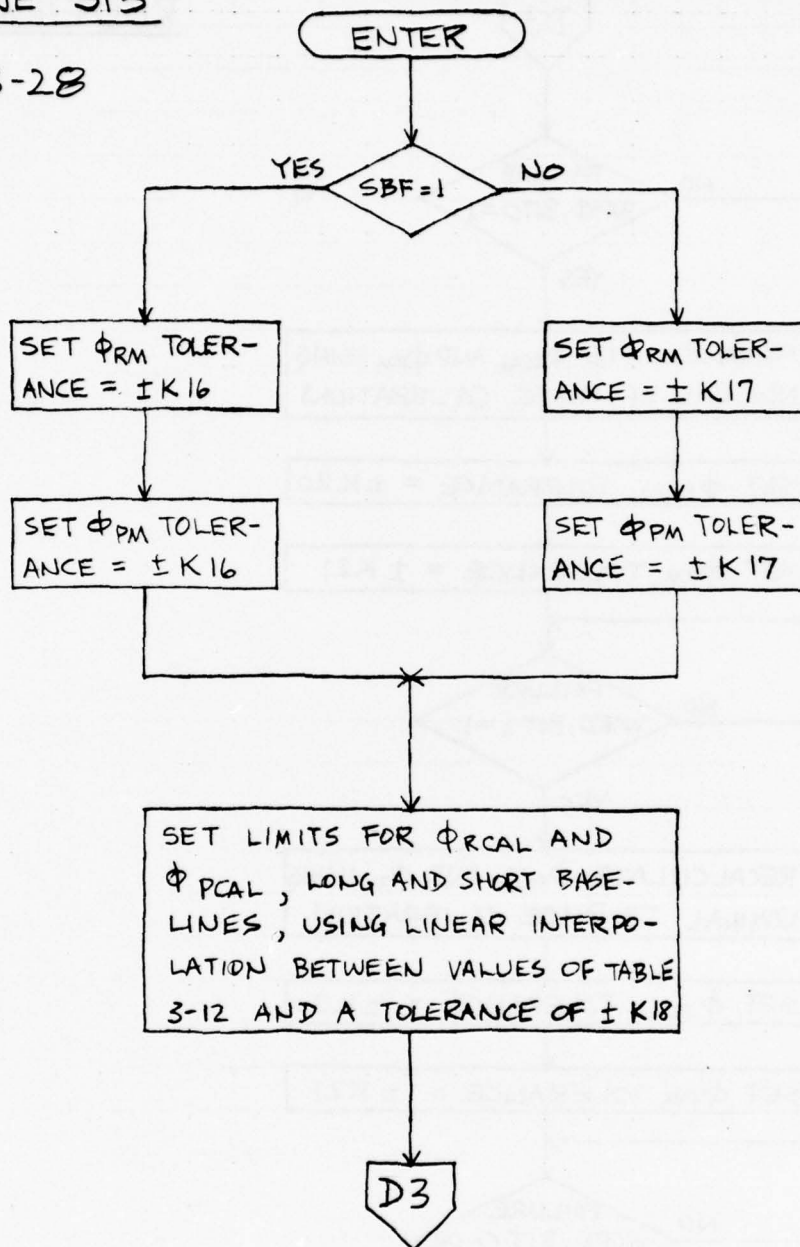 ENTER
YES
SBF=1
NO
SET ΦRM TOLER-
ANCE = ±K16
SET ΦRM TOLER-
ANCE = ±K17
SET ΦPM TOLER-
ANCE = ±K16
SET ΦPM TOLER-
ANCE = ±K17
SET LIMITS FOR ΦRCAL AND
ΦPCAL, LONG AND SHORT BASE-
LINES, USING LINEAR INTERPO-
LATION BETWEEN VALUES OF TABLE
3-12 AND A TOLERANCE OF ±K18
D3